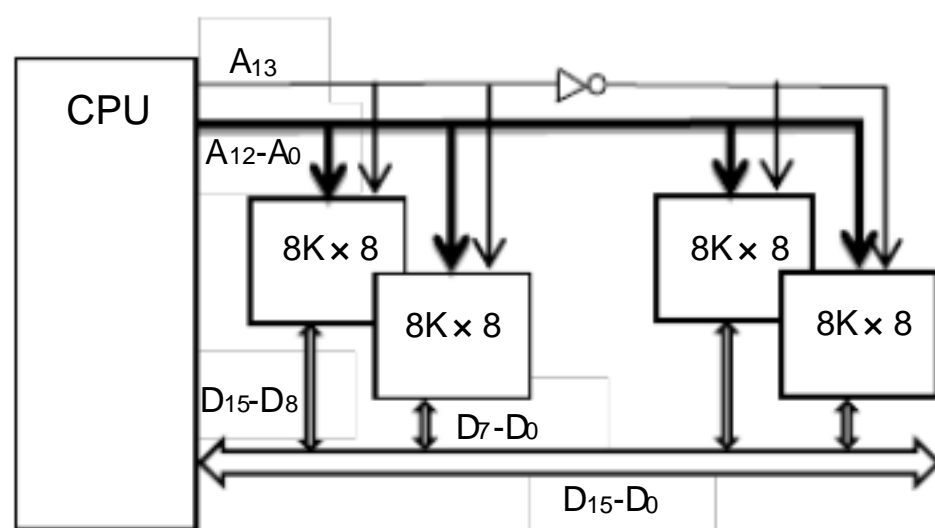 A₁₃
CPU
A₁₂-A₀
8K × 8
8K × 8
8K × 8
8K × 8
D₁₅-D₈
D₇-D₀
D₁₅-D₀